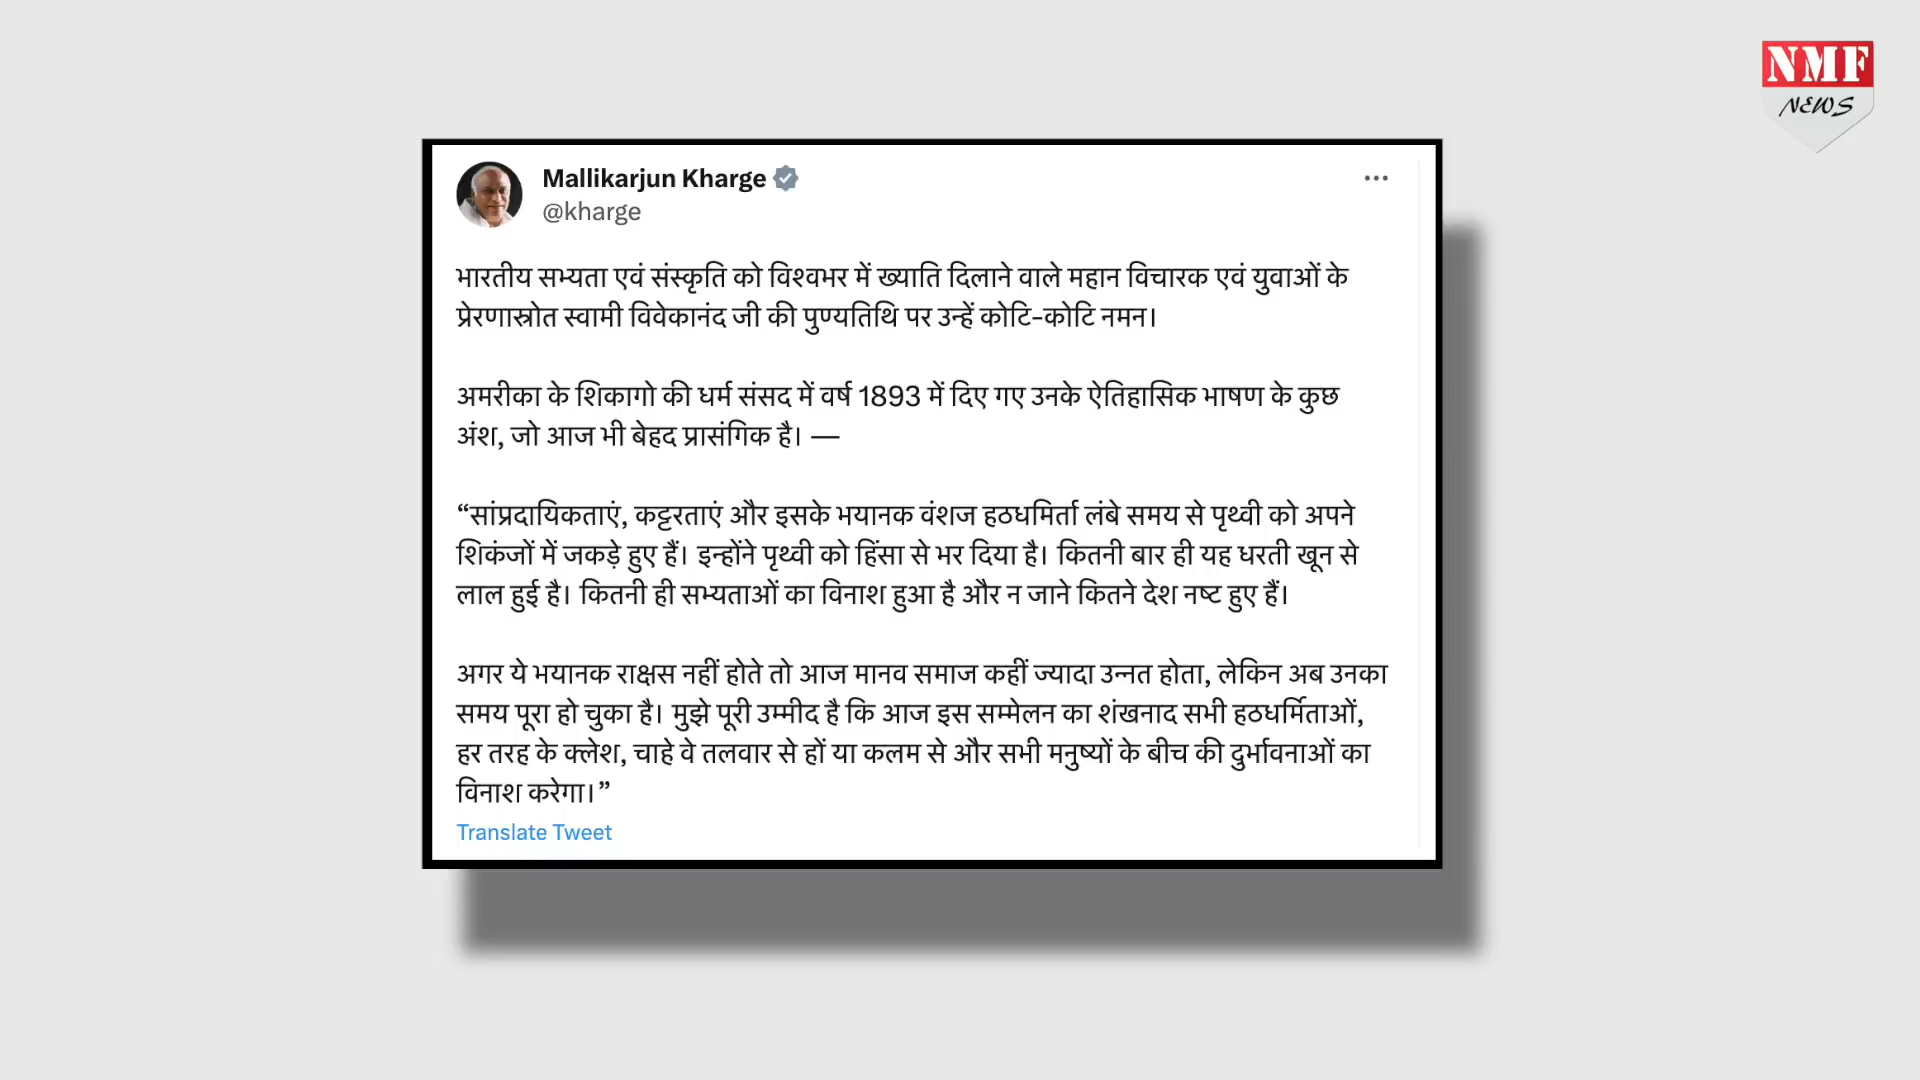 NMF
NEWS
Mallikarjun Kharge
@kharge
भारतीय सभ्यता एवं संस्कृति को विश्वभर में ख्याति दिलाने वाले महान विचारक एवं युवाओं के
प्रेरणास्रोत स्वामी विवेकानंद जी की पुण्यतिथि पर उन्हें कोटि-कोटि नमन।
अमरीका के शिकागो की धर्म संसद में वर्ष 1893 में दिए गए उनके ऐतिहासिक भाषण के कुछ
अंश, जो आज भी बेहद प्रासंगिक है। —
“सांप्रदायिकताएं, कट्टरताएं और इसके भयानक वंशज हठधमिर्ता लंबे समय से पृथ्वी को अपने
शिकंजों में जकड़े हुए हैं। इन्होंने पृथ्वी को हिंसा से भर दिया है। कितनी बार ही यह धरती खून से
लाल हुई है। कितनी ही सभ्यताओं का विनाश हुआ है और न जाने कितने देश नष्ट हुए हैं।
अगर ये भयानक राक्षस नहीं होते तो आज मानव समाज कहीं ज्यादा उन्नत होता, लेकिन अब उनका
समय पूरा हो चुका है। मुझे पूरी उम्मीद है कि आज इस सम्मेलन का शंखनाद सभी हठधर्मिताओं,
हर तरह के क्लेश, चाहे वे तलवार से हों या कलम से और सभी मनुष्यों के बीच की दुर्भावनाओं का
विनाश करेगा।”
Translate Tweet